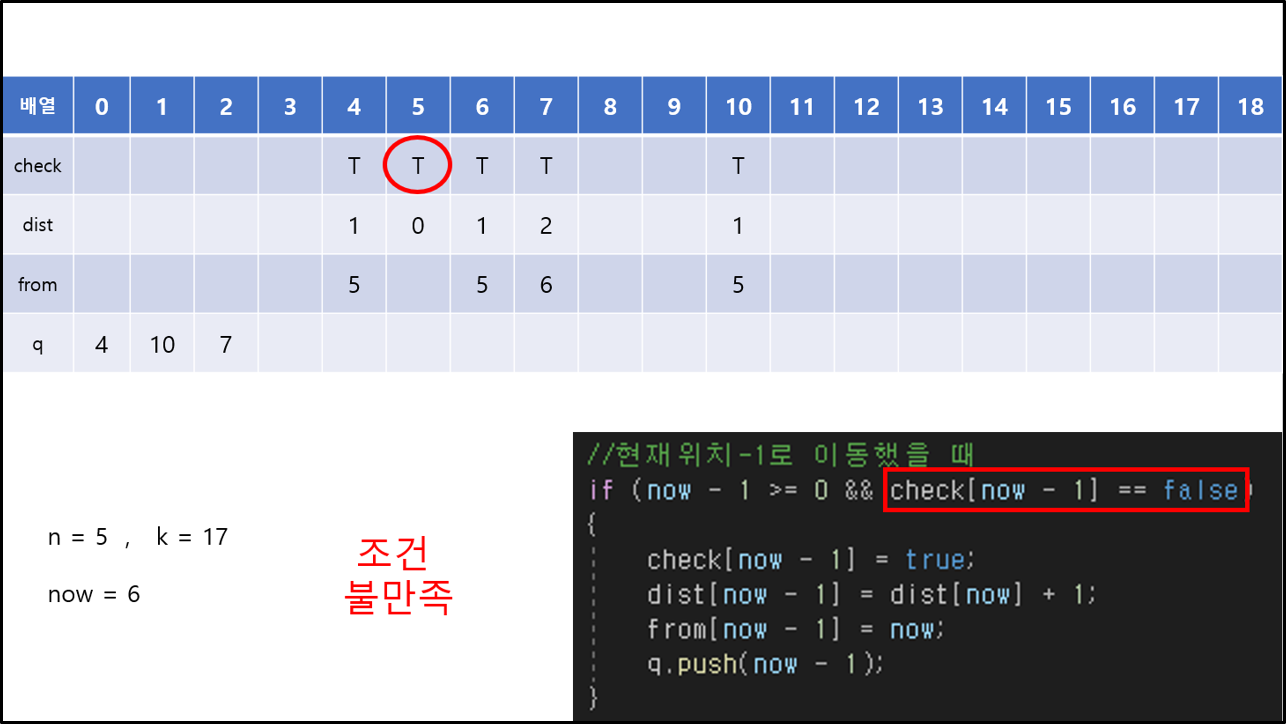 배열 0 1 2 3 4 5 6 7 8 9 10 11 12 13 14 15 16 17 18
check T T T T T
dist 1 0 1 2 1
from 5 5 6 5
q 4 10 7
n = 5 , k = 17
now = 6
조건
불만족
//현재위치-1로 이동했을 때
if (now - 1 >= 0 && check[now - 1] == false)
{
check[now - 1] = true;
dist[now - 1] = dist[now] + 1;
from[now - 1] = now;
q.push(now - 1);
}